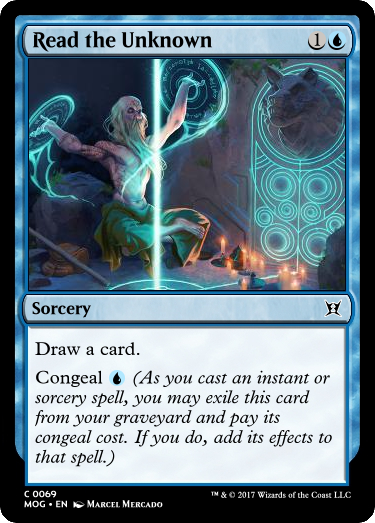 Read the Unknown 1
Sorcery
Draw a card.
Congeal (As you cast an instant or
sorcery spell, you may exile this card
from your graveyard and pay its
congeal cost. If you do, add its effects to
that spell.)
C 0069
MOG • EN Marcel Mercado
™ & © 2017 Wizards of the Coast LLC